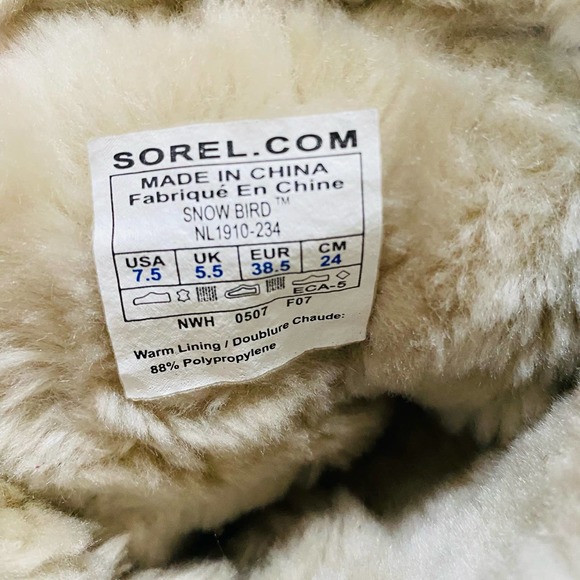 SOREL.COM
MADE IN CHINA
Fabriqué En Chine
SNOW BIRD™
NL1910-234
USA UK EUR CM
7.5 5.5 38.5 24
ECA-5
NWH 0507 F07
Warm Lining / Doublure Chaude:
88% Polypropylene